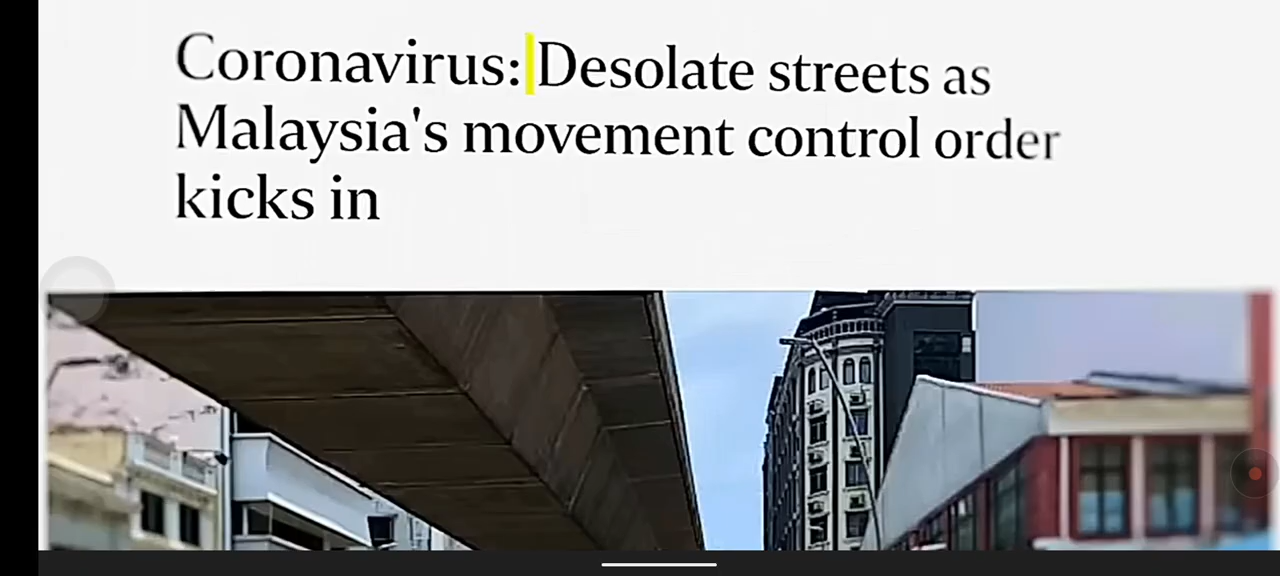 Coronavirus: Desolate streets as
Malaysia's movement control order
kicks in